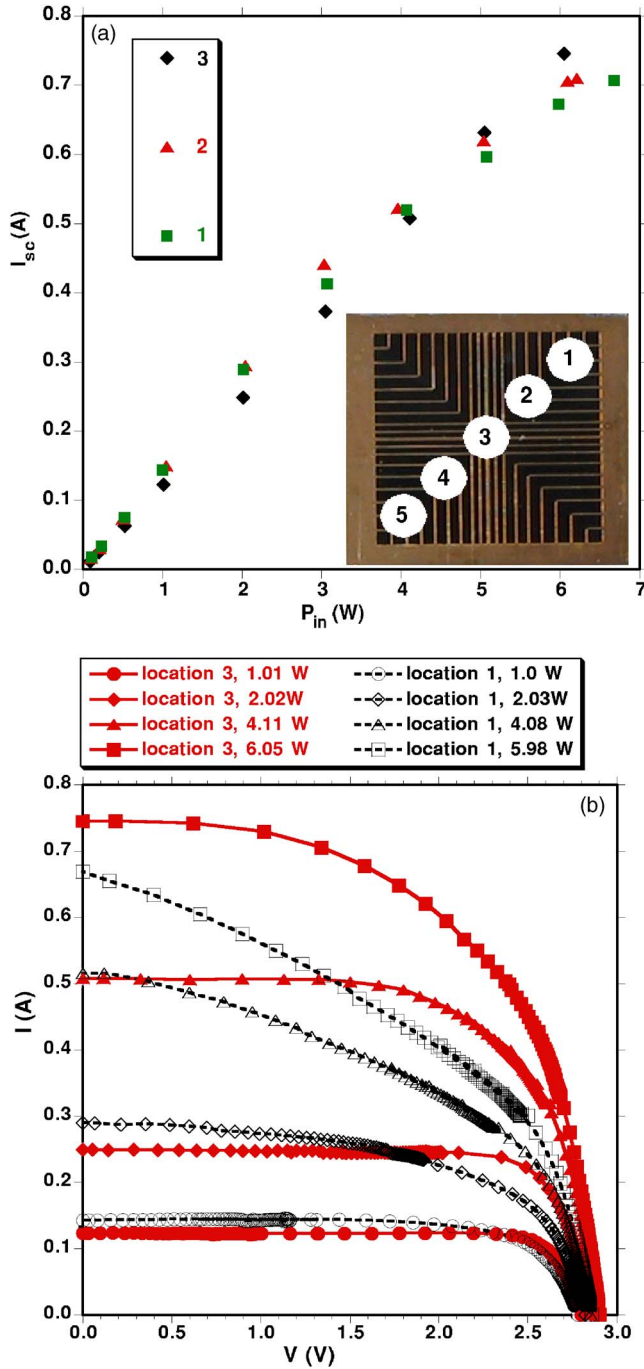 (a)
0.8
0.7
0.6
0.5
0.4
0.3
0.2
0.1
0.0
I_sc (A)
3
2
1
1
2
3
4
5
0 1 2 3 4 5 6 7
P_in (W)
location 3, 1.01 W
location 3, 2.02W
location 3, 4.11 W
location 3, 6.05 W
location 1, 1.0 W
location 1, 2.03W
location 1, 4.08 W
location 1, 5.98 W
(b)
0.8
0.7
0.6
0.5
0.4
0.3
0.2
0.1
0.0
I (A)
0.0 0.5 1.0 1.5 2.0 2.5 3.0
V (V)